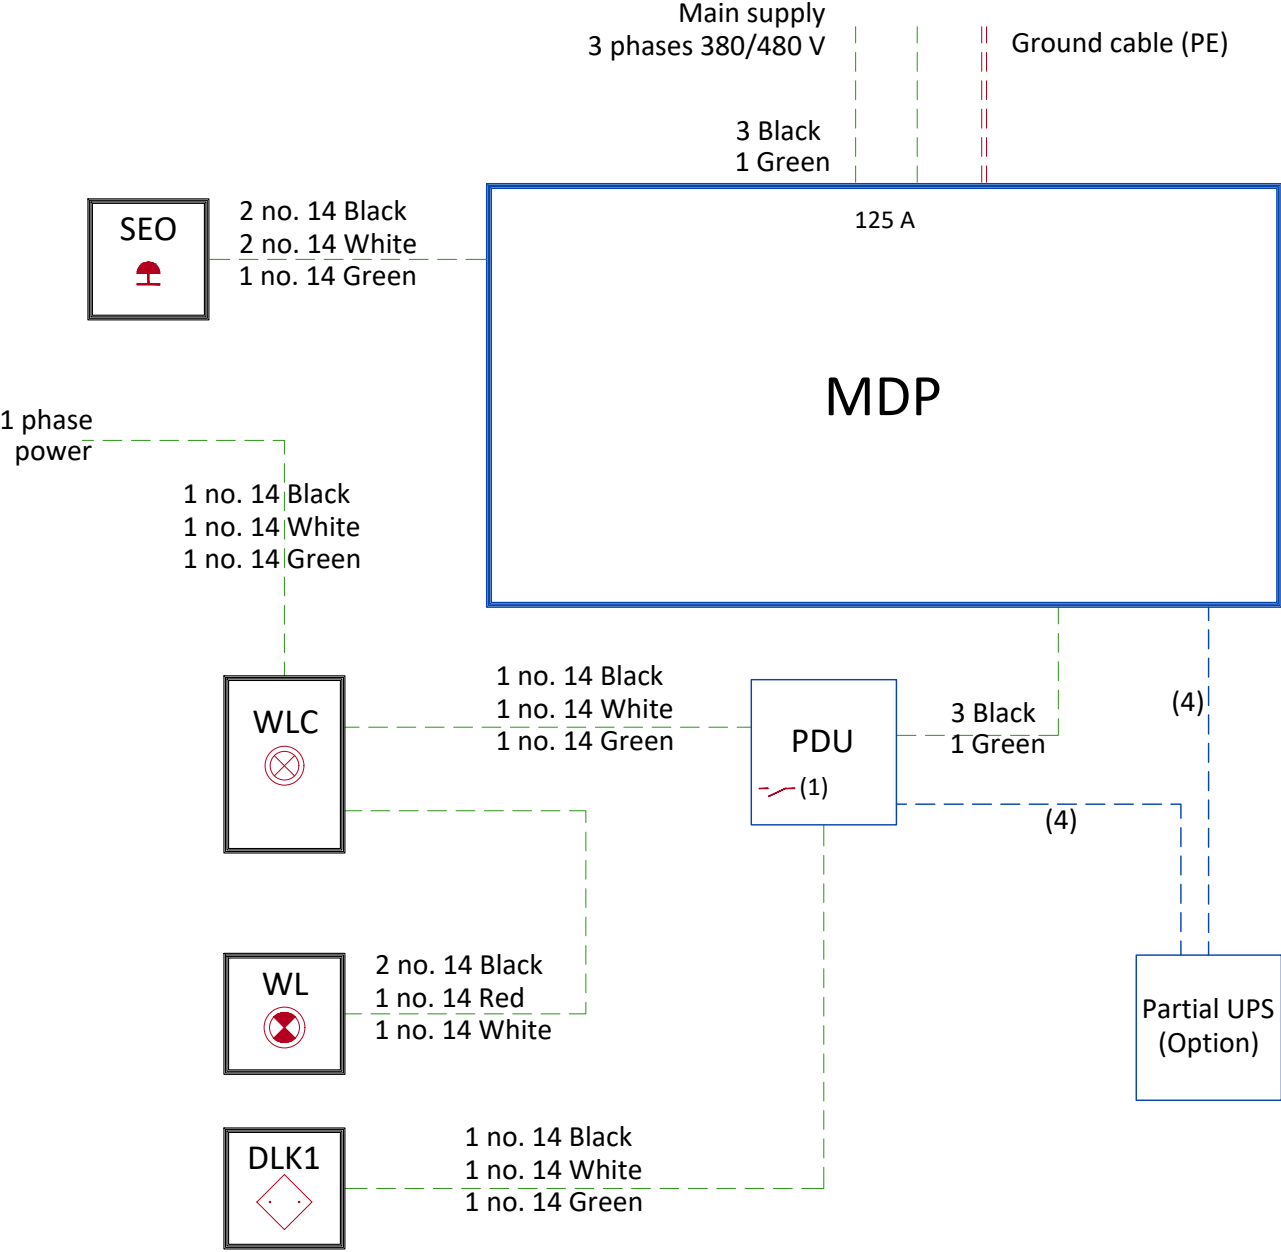 Main supply
3 phases 380/480 V
Ground cable (PE)
3 Black
1 Green
125 A
MDP
SEO
2 no. 14 Black
2 no. 14 White
1 no. 14 Green
1 phase
power
1 no. 14 Black
1 no. 14 White
1 no. 14 Green
WLC
1 no. 14 Black
1 no. 14 White
1 no. 14 Green
PDU
(1)
3 Black
1 Green
(4)
(4)
WL
2 no. 14 Black
1 no. 14 Red
1 no. 14 White
Partial UPS
(Option)
DLK1
1 no. 14 Black
1 no. 14 White
1 no. 14 Green